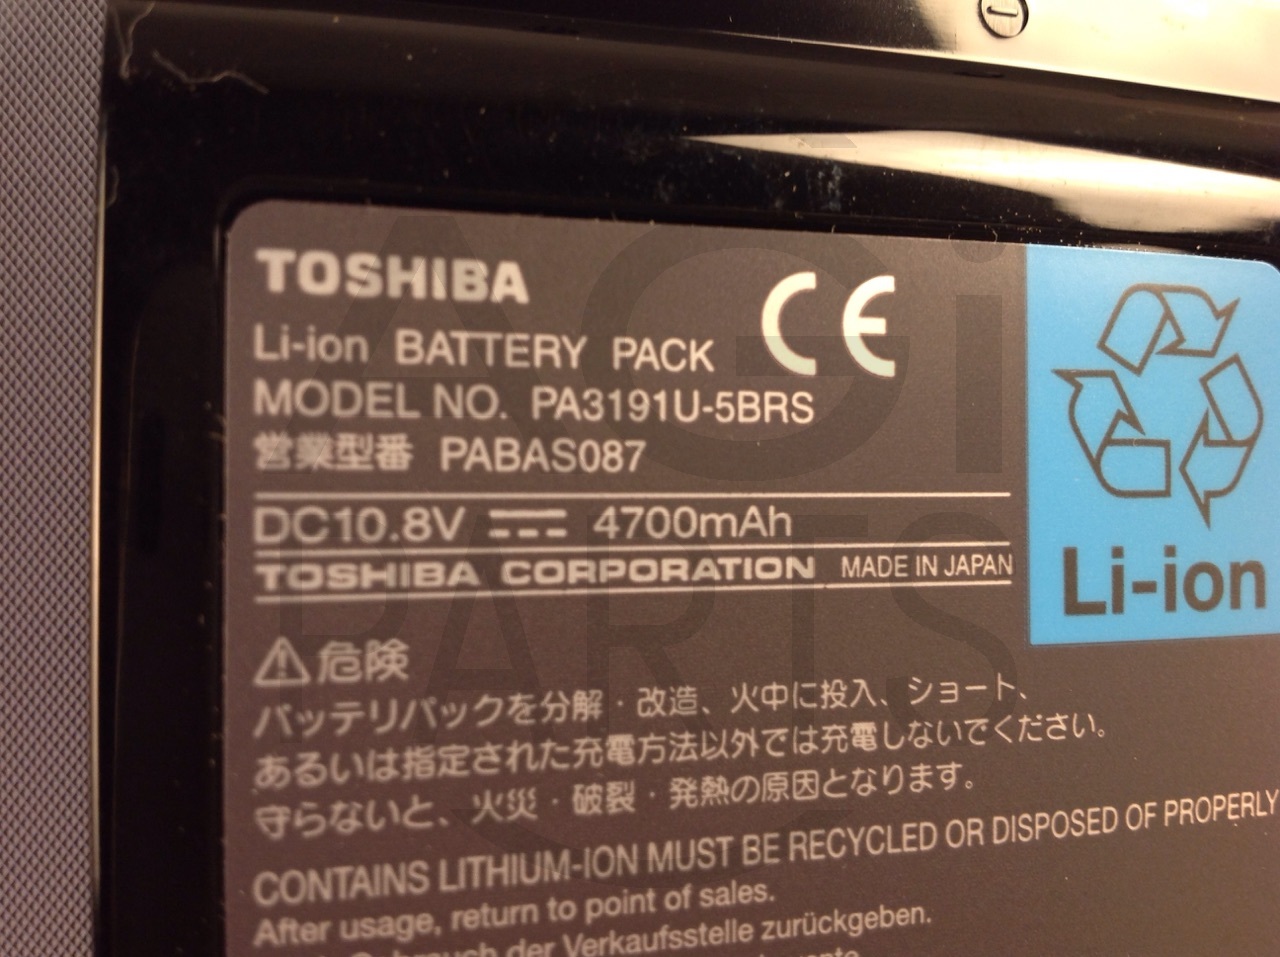 TOSHIBA
CE
Li-ion BATTERY PACK
MODEL NO. PA3191U-5BRS
営業型番 PABAS087
DC10.8V 4700mAh
TOSHIBA CORPORATION MADE IN JAPAN
Li-ion
危険
バッテリパックを分解・改造、火中に投入、ショート、
あるいは指定された充電方法以外では充電しないでください。
守らないと、火災・破裂・発熱の原因となります。
CONTAINS LITHIUM-ION MUST BE RECYCLED OR DISPOSED OF PROPERLY
After usage, return to point of sales.
Gebrauch der Verkaufsstelle zurückgeben.
AGi
PARTS